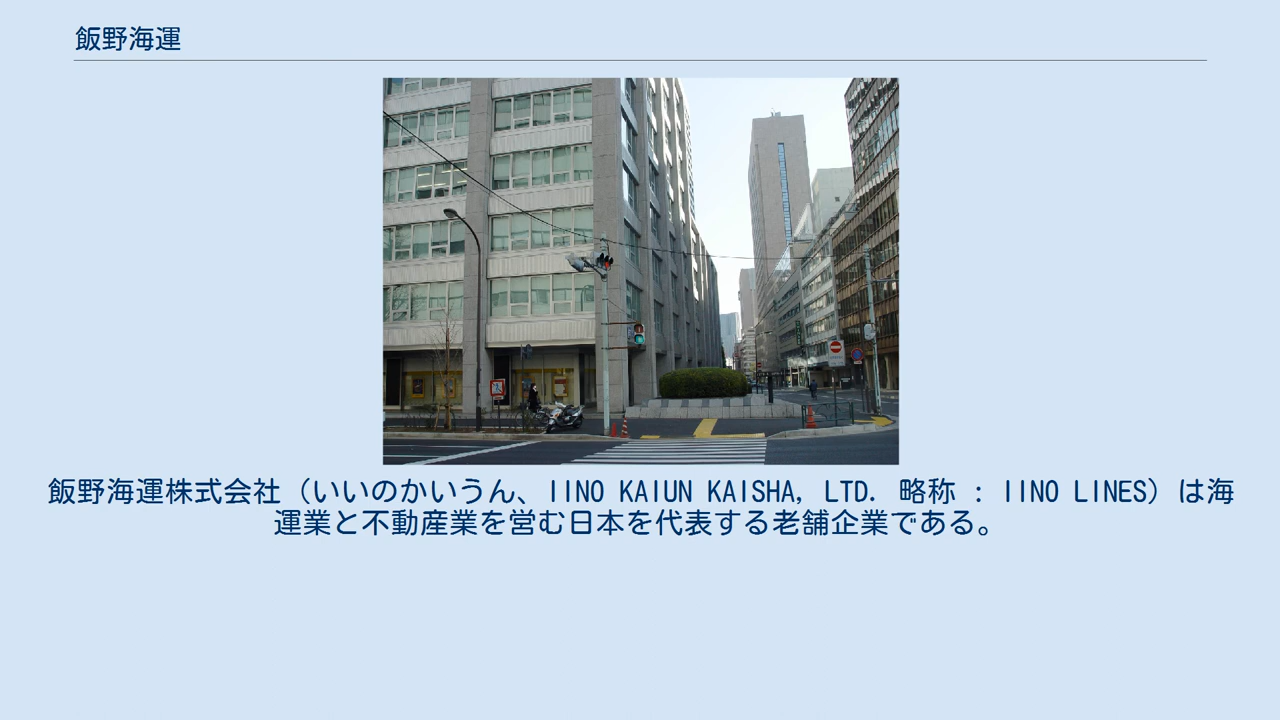 飯野海運
飯野海運株式会社（いいのかいうん、IINO KAIUN KAISHA, LTD. 略称 : IINO LINES）は海
運業と不動産業を営む日本を代表する老舗企業である。